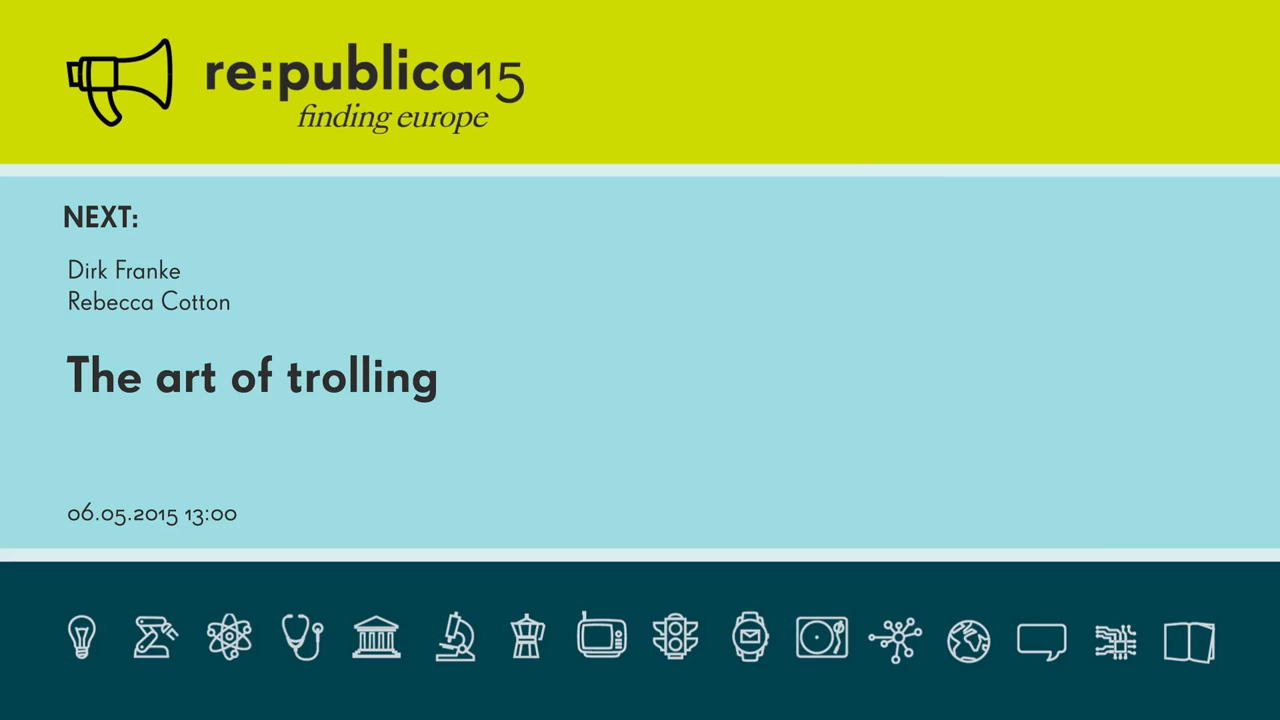 re:publica15
finding europe
NEXT:
Dirk Franke
Rebecca Cotton
The art of trolling
06.05.2015 13:00